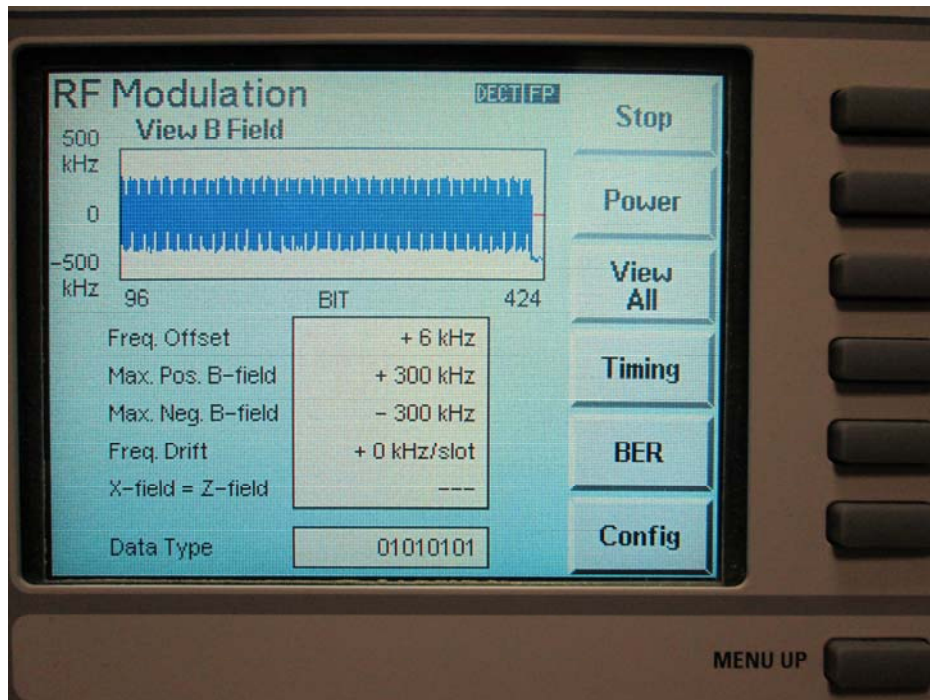 RF Modulation DECT FP
View B Field
500
kHz
0
-500
kHz
96 BIT 424
Freq. Offset + 6 kHz
Max. Pos. B-field + 300 kHz
Max. Neg. B-field - 300 kHz
Freq. Drift + 0 kHz/slot
X-field = Z-field ---
Data Type 01010101
Stop
Power
View
All
Timing
BER
Config
MENU UP